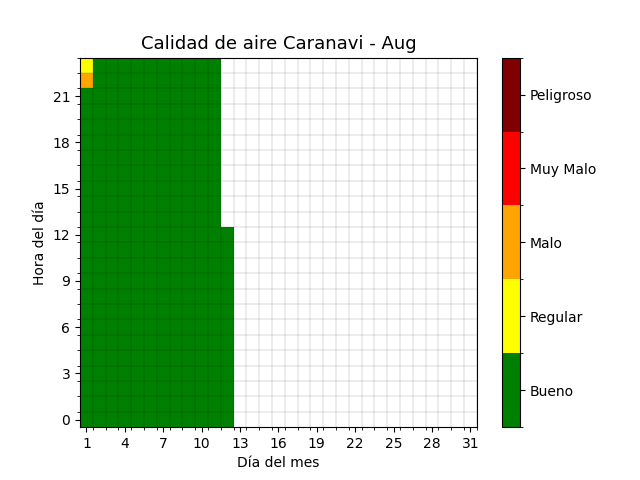 Calidad de aire Caranavi - Aug
Hora del día
21
18
15
12
9
6
3
0
1 4 7 10 13 16 19 22 25 28 31
Día del mes
Peligroso
Muy Malo
Malo
Regular
Bueno